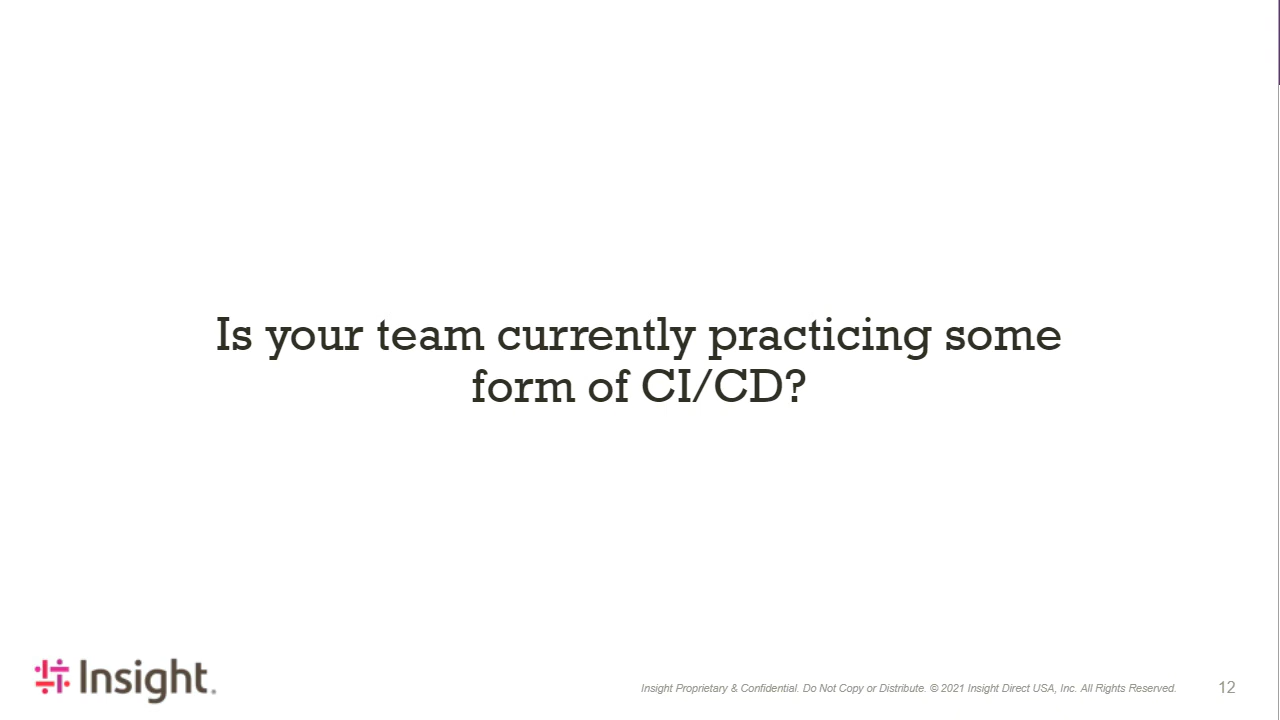 Is your team currently practicing some
form of CI/CD?
Insight.
Insight Proprietary & Confidential. Do Not Copy or Distribute. © 2021 Insight Direct USA, Inc. All Rights Reserved.
12